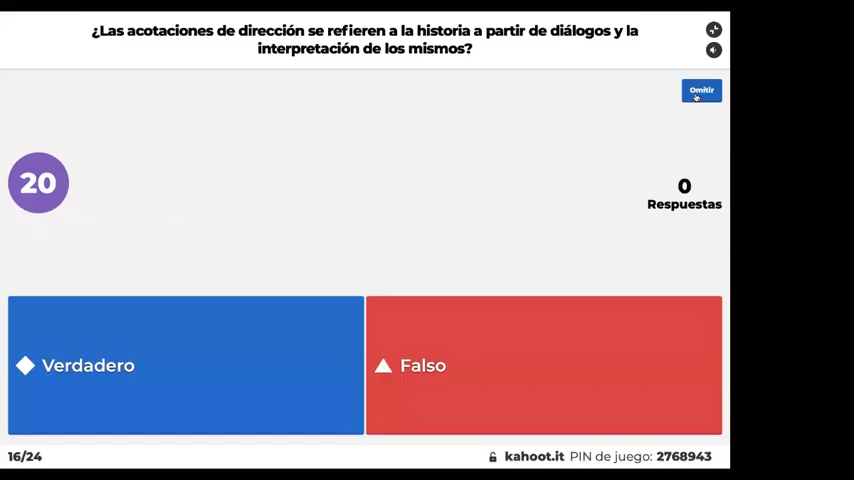 ¿Las acotaciones de dirección se refieren a la historia a partir de diálogos y la
interpretación de los mismos?
Omitir
20
0
Respuestas
Verdadero
Falso
16/24
kahoot.it PIN de juego: 2768943